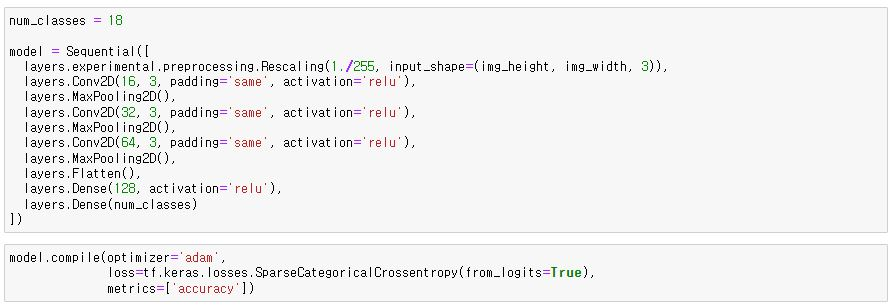 num_classes = 18
model = Sequential([
  layers.experimental.preprocessing.Rescaling(1./255, input_shape=(img_height, img_width, 3)),
  layers.Conv2D(16, 3, padding='same', activation='relu'),
  layers.MaxPooling2D(),
  layers.Conv2D(32, 3, padding='same', activation='relu'),
  layers.MaxPooling2D(),
  layers.Conv2D(64, 3, padding='same', activation='relu'),
  layers.MaxPooling2D(),
  layers.Flatten(),
  layers.Dense(128, activation='relu'),
  layers.Dense(num_classes)
])
model.compile(optimizer='adam',
              loss=tf.keras.losses.SparseCategoricalCrossentropy(from_logits=True),
              metrics=['accuracy'])